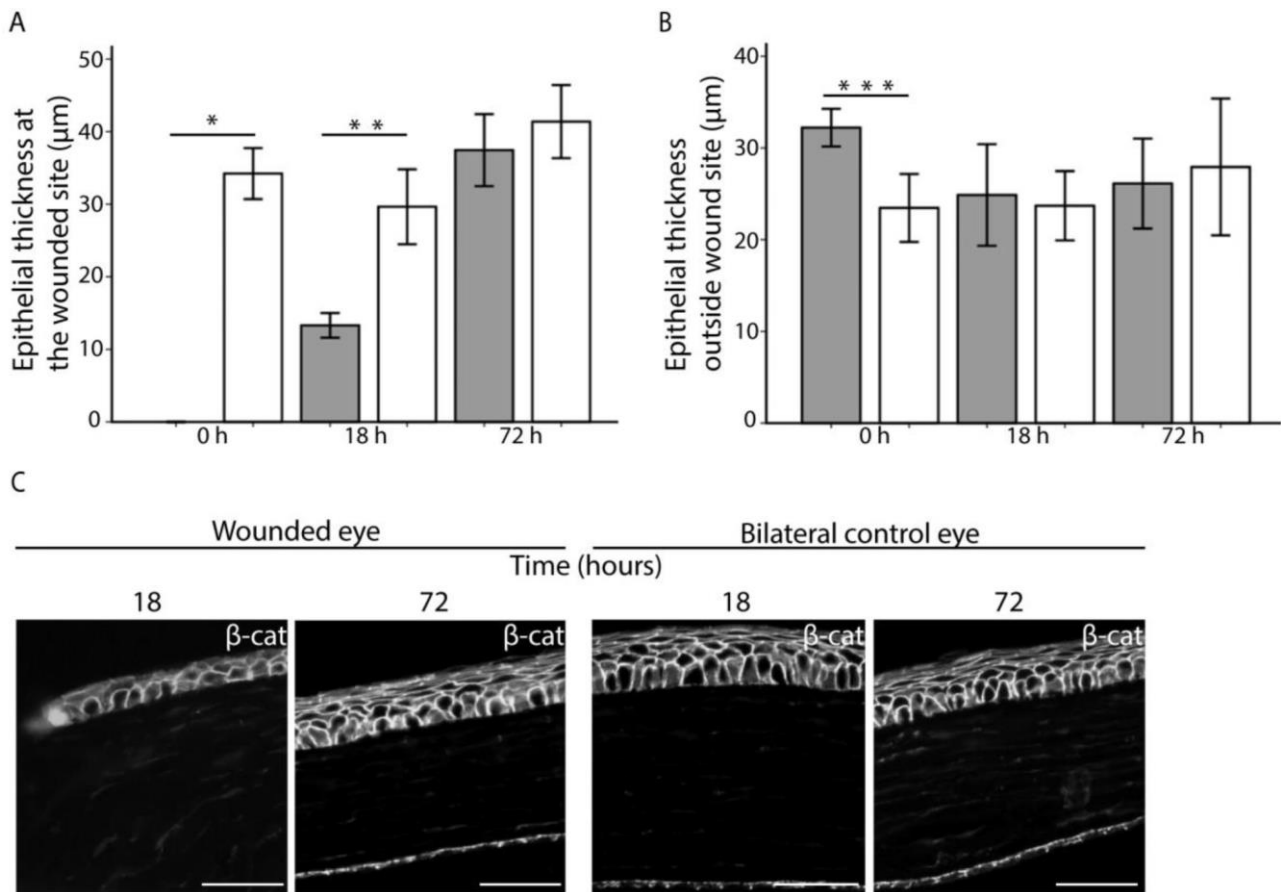 A
Epithelial thickness at
the wounded site (µm)
50
40
30
20
10
0
*
* *
0 h
18 h
72 h
B
Epithelial thickness
outside wound site (µm)
40
30
20
10
0
* * *
0 h
18 h
72 h
C
Wounded eye
Bilateral control eye
Time (hours)
18
72
18
72
β-cat
β-cat
β-cat
β-cat